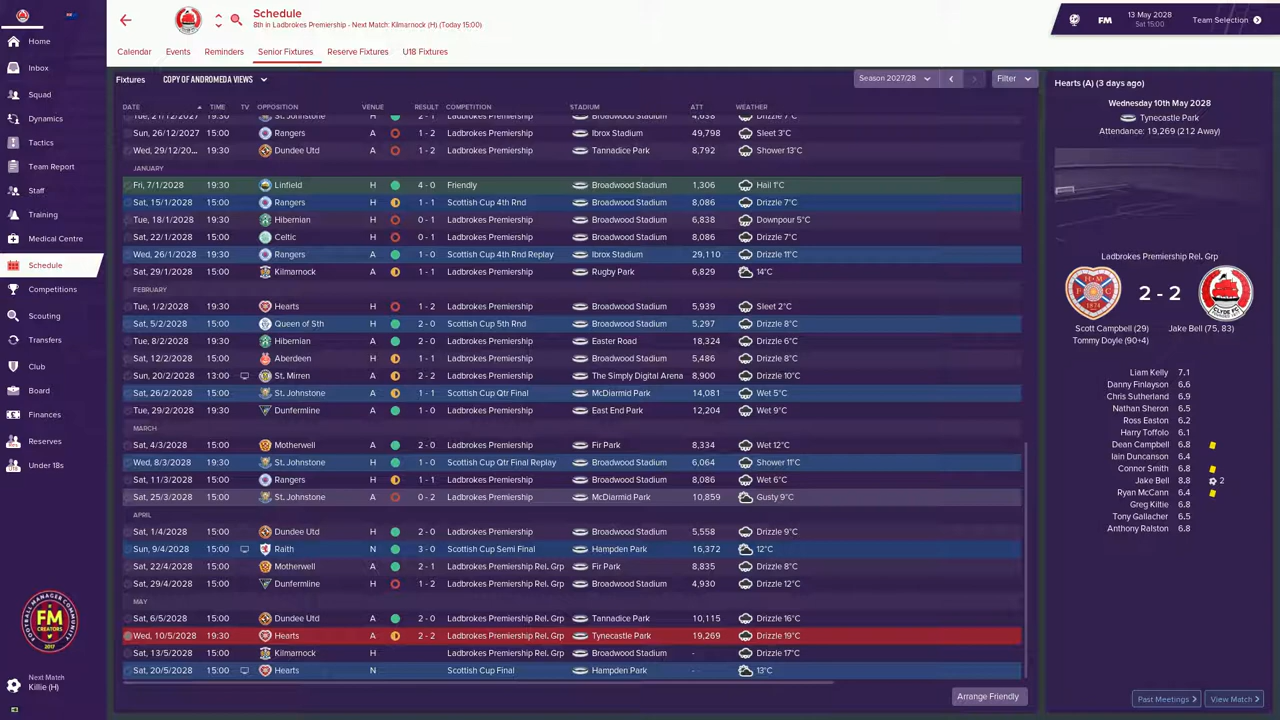 Schedule
8th in Ladbrokes Premiership - Next Match: Kilmarnock (H) (Today 15:00)
FM
13 May 2028
Sat 15:00
Team Selection
Home
Inbox
Squad
Dynamics
Tactics
Team Report
Staff
Training
Medical Centre
Schedule
Competitions
Scouting
Transfers
Club
Board
Finances
Reserves
Under 18s
FOOTBALL MANAGER COMMUNITY
FM
CREATORS
2017
Next Match
Killie (H)
Calendar Events Reminders Senior Fixtures Reserve Fixtures U18 Fixtures
Fixtures COPY OF ANDROMEDA VIEWS Season 2027/28 Filter
DATE TIME TV OPPOSITION VENUE RESULT COMPETITION STADIUM ATT WEATHER
Tue, 21/12/2027 19:30 St. Johnstone H 2 - 1 Ladbrokes Premiership Broadwood Stadium 4,638 Drizzle 7°C
Sun, 26/12/2027 15:00 Rangers A 1 - 2 Ladbrokes Premiership Ibrox Stadium 49,798 Sleet 3°C
Wed, 29/12/20... 19:30 Dundee Utd A 1 - 2 Ladbrokes Premiership Tannadice Park 8,792 Shower 13°C
JANUARY
Fri, 7/1/2028 19:30 Linfield H 4 - 0 Friendly Broadwood Stadium 1,306 Hail 1°C
Sat, 15/1/2028 15:00 Rangers H 1 - 1 Scottish Cup 4th Rnd Broadwood Stadium 8,086 Drizzle 7°C
Tue, 18/1/2028 19:30 Hibernian H 0 - 1 Ladbrokes Premiership Broadwood Stadium 6,838 Downpour 5°C
Sat, 22/1/2028 15:00 Celtic H 0 - 1 Ladbrokes Premiership Broadwood Stadium 8,086 Drizzle 7°C
Wed, 26/1/2028 19:30 Rangers A 1 - 0 Scottish Cup 4th Rnd Replay Ibrox Stadium 29,110 Drizzle 11°C
Sat, 29/1/2028 15:00 Kilmarnock A 1 - 1 Ladbrokes Premiership Rugby Park 6,829 14°C
FEBRUARY
Tue, 1/2/2028 19:30 Hearts H 1 - 2 Ladbrokes Premiership Broadwood Stadium 5,939 Sleet 2°C
Sat, 5/2/2028 15:00 Queen of Sth H 2 - 0 Scottish Cup 5th Rnd Broadwood Stadium 5,297 Drizzle 8°C
Tue, 8/2/2028 19:30 Hibernian A 2 - 0 Ladbrokes Premiership Easter Road 18,324 Drizzle 6°C
Sat, 12/2/2028 15:00 Aberdeen H 1 - 1 Ladbrokes Premiership Broadwood Stadium 5,486 Drizzle 8°C
Sun, 20/2/2028 13:00 St. Mirren A 2 - 2 Ladbrokes Premiership The Simply Digital Arena 8,900 Drizzle 10°C
Sat, 26/2/2028 15:00 St. Johnstone A 1 - 1 Scottish Cup Qtr Final McDiarmid Park 14,081 Wet 5°C
Tue, 29/2/2028 19:30 Dunfermline A 1 - 0 Ladbrokes Premiership East End Park 12,204 Wet 9°C
MARCH
Sat, 4/3/2028 15:00 Motherwell A 2 - 0 Ladbrokes Premiership Fir Park 8,334 Wet 12°C
Wed, 8/3/2028 19:30 St. Johnstone H 1 - 0 Scottish Cup Qtr Final Replay Broadwood Stadium 6,064 Shower 11°C
Sat, 11/3/2028 15:00 Rangers H 1 - 1 Ladbrokes Premiership Broadwood Stadium 8,086 Wet 6°C
Sat, 25/3/2028 15:00 St. Johnstone A 0 - 2 Ladbrokes Premiership McDiarmid Park 10,859 Gusty 9°C
APRIL
Sat, 1/4/2028 15:00 Dundee Utd H 1 - 0 Ladbrokes Premiership Broadwood Stadium 5,558 Drizzle 9°C
Sun, 9/4/2028 15:00 Raith N 3 - 0 Scottish Cup Semi Final Hampden Park 16,372 12°C
Sat, 22/4/2028 15:00 Motherwell A 2 - 1 Ladbrokes Premiership Rel. Grp Fir Park 8,835 Drizzle 8°C
Sat, 29/4/2028 15:00 Dunfermline H 1 - 2 Ladbrokes Premiership Rel. Grp Broadwood Stadium 4,930 Drizzle 12°C
MAY
Sat, 6/5/2028 15:00 Dundee Utd A 2 - 0 Ladbrokes Premiership Rel. Grp Tannadice Park 10,115 Drizzle 16°C
Wed, 10/5/2028 19:30 Hearts A 2 - 2 Ladbrokes Premiership Rel. Grp Tynecastle Park 19,269 Drizzle 19°C
Sat, 13/5/2028 15:00 Kilmarnock H Ladbrokes Premiership Rel. Grp Broadwood Stadium - Drizzle 17°C
Sat, 20/5/2028 15:00 Hearts N Scottish Cup Final Hampden Park - 13°C
Arrange Friendly
Hearts (A) (3 days ago)
Wednesday 10th May 2028
Tynecastle Park
Attendance: 19,269 (212 Away)
Ladbrokes Premiership Rel. Grp
2 - 2
Scott Campbell (29) Jake Bell (75, 83)
Tommy Doyle (90+4)
Liam Kelly 7.1
Danny Finlayson 6.6
Chris Sutherland 6.9
Nathan Sheron 6.5
Ross Easton 6.2
Harry Toffolo 6.1
Dean Campbell 6.8
Iain Duncanson 6.4
Connor Smith 6.8
Jake Bell 8.8 2
Ryan McCann 6.4
Greg Kiltie 6.8
Tony Gallacher 6.5
Anthony Ralston 6.8
Past Meetings View Match